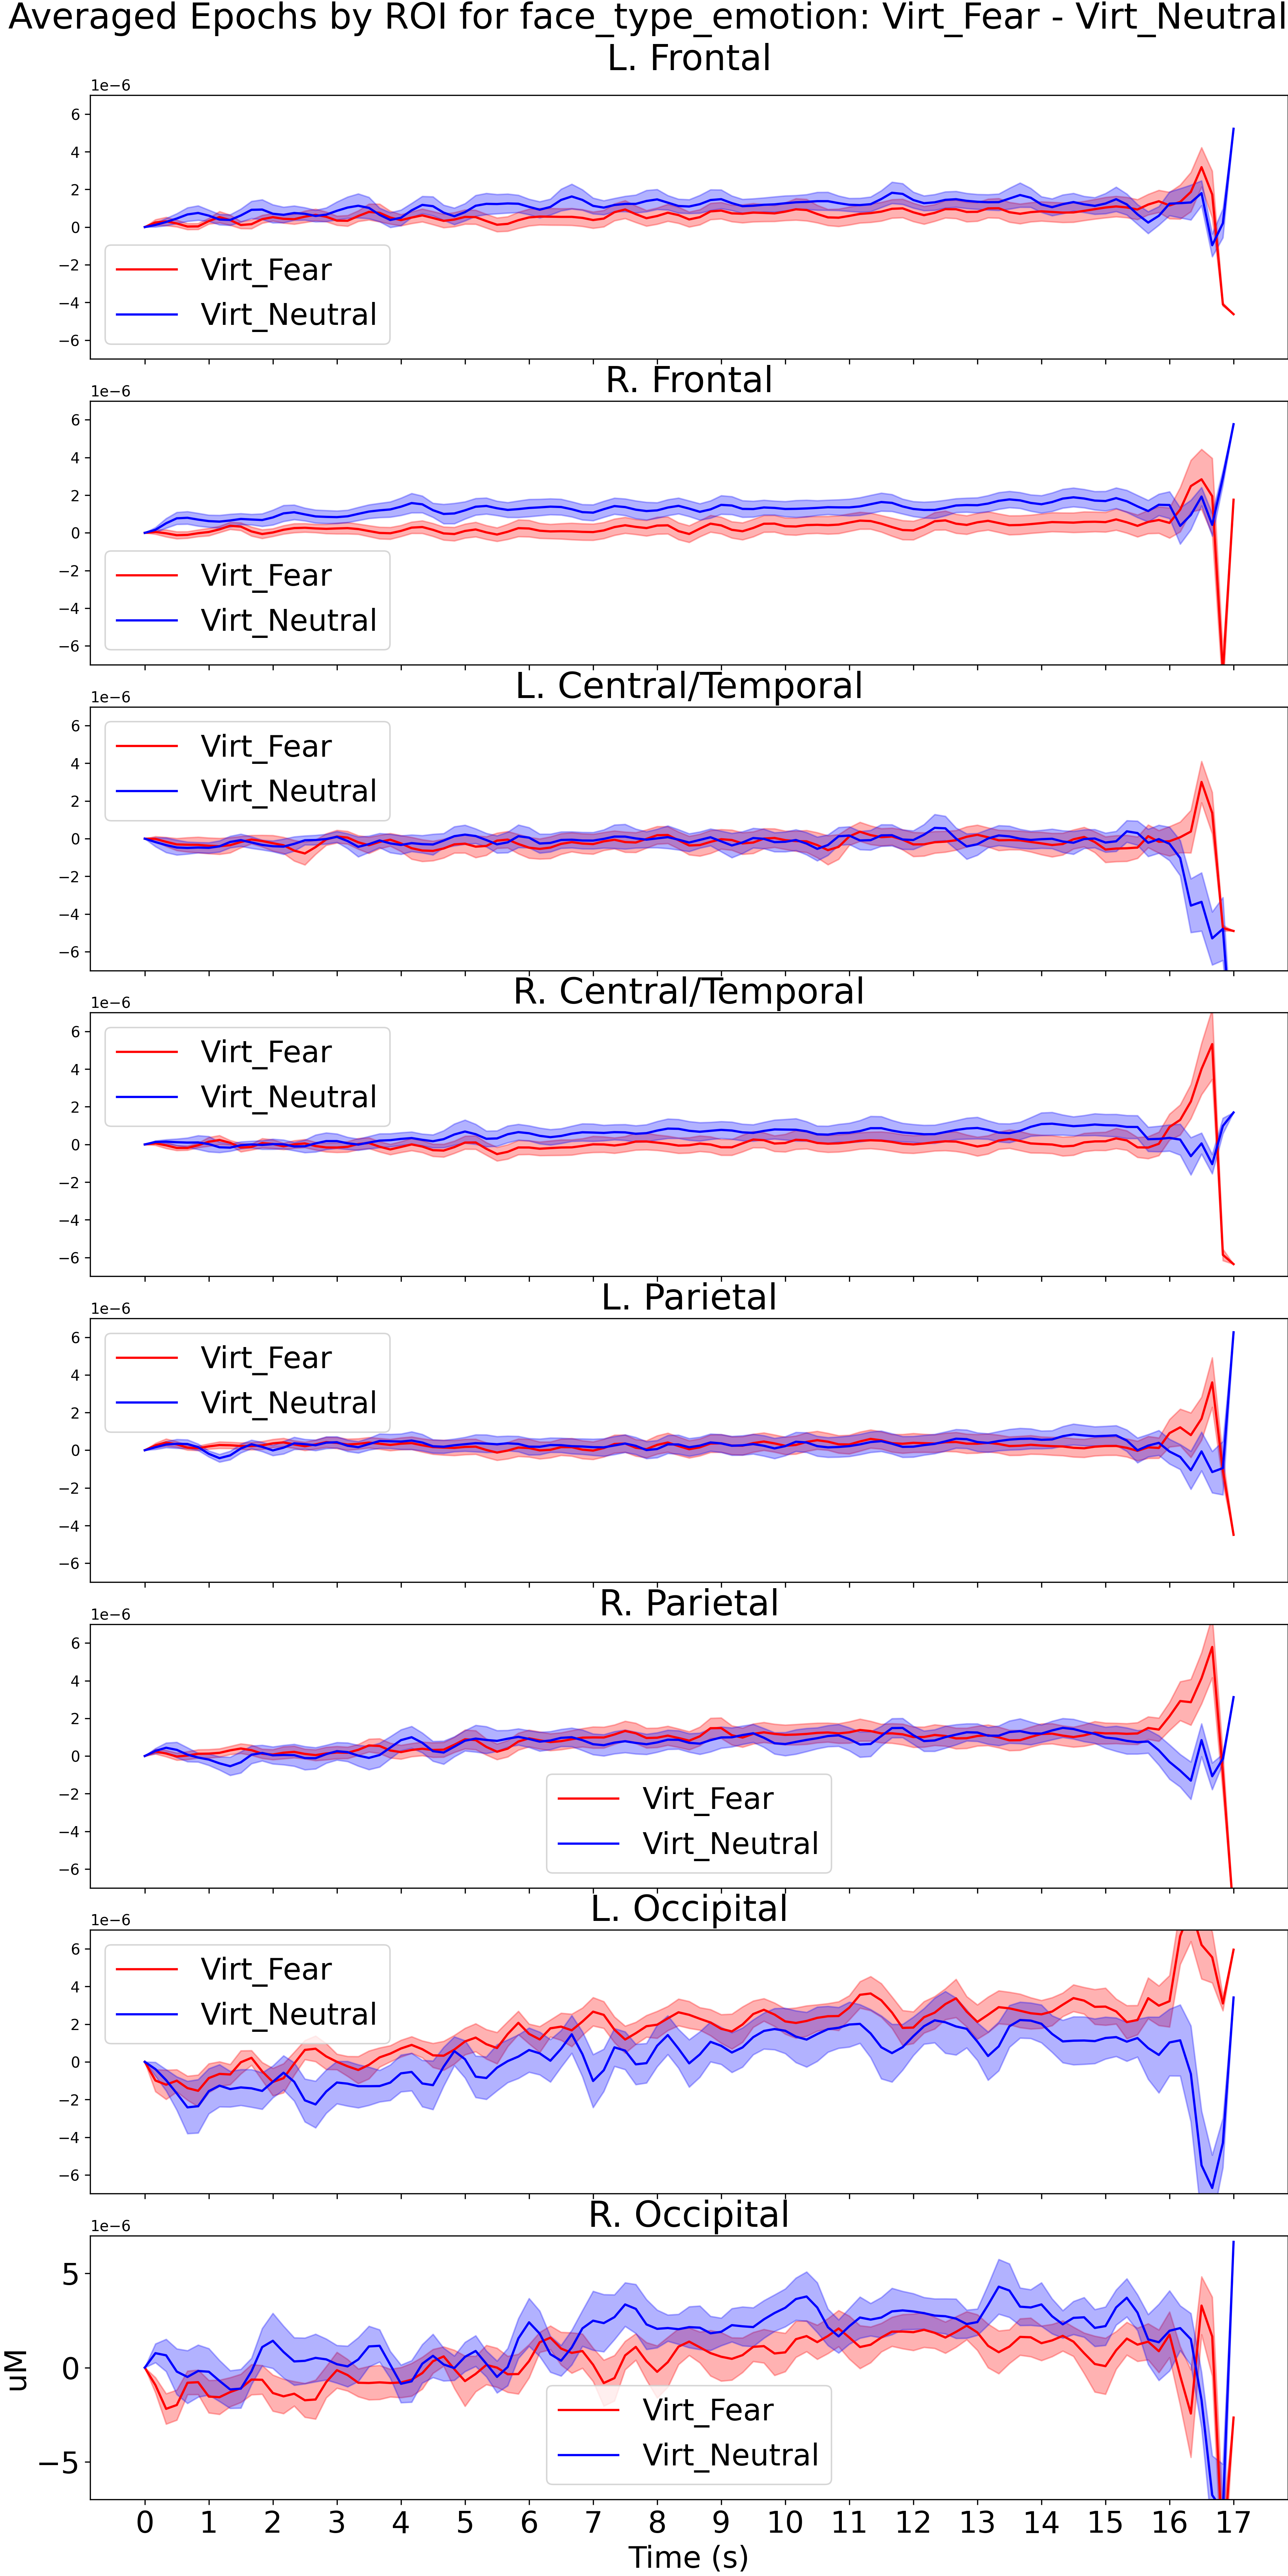 Averaged Epochs by ROI for face_type_emotion: Virt_Fear - Virt_Neutral
L. Frontal
1e−6
6
4
2
0
−2
−4
−6
Virt_Fear
Virt_Neutral
R. Frontal
1e−6
6
4
2
0
−2
−4
−6
Virt_Fear
Virt_Neutral
L. Central/Temporal
1e−6
6
4
2
0
−2
−4
−6
Virt_Fear
Virt_Neutral
R. Central/Temporal
1e−6
6
4
2
0
−2
−4
−6
Virt_Fear
Virt_Neutral
L. Parietal
1e−6
6
4
2
0
−2
−4
−6
Virt_Fear
Virt_Neutral
R. Parietal
1e−6
6
4
2
0
−2
−4
−6
Virt_Fear
Virt_Neutral
L. Occipital
1e−6
6
4
2
0
−2
−4
−6
Virt_Fear
Virt_Neutral
R. Occipital
1e−6
5
0
−5
uM
Virt_Fear
Virt_Neutral
0 1 2 3 4 5 6 7 8 9 10 11 12 13 14 15 16 17
Time (s)